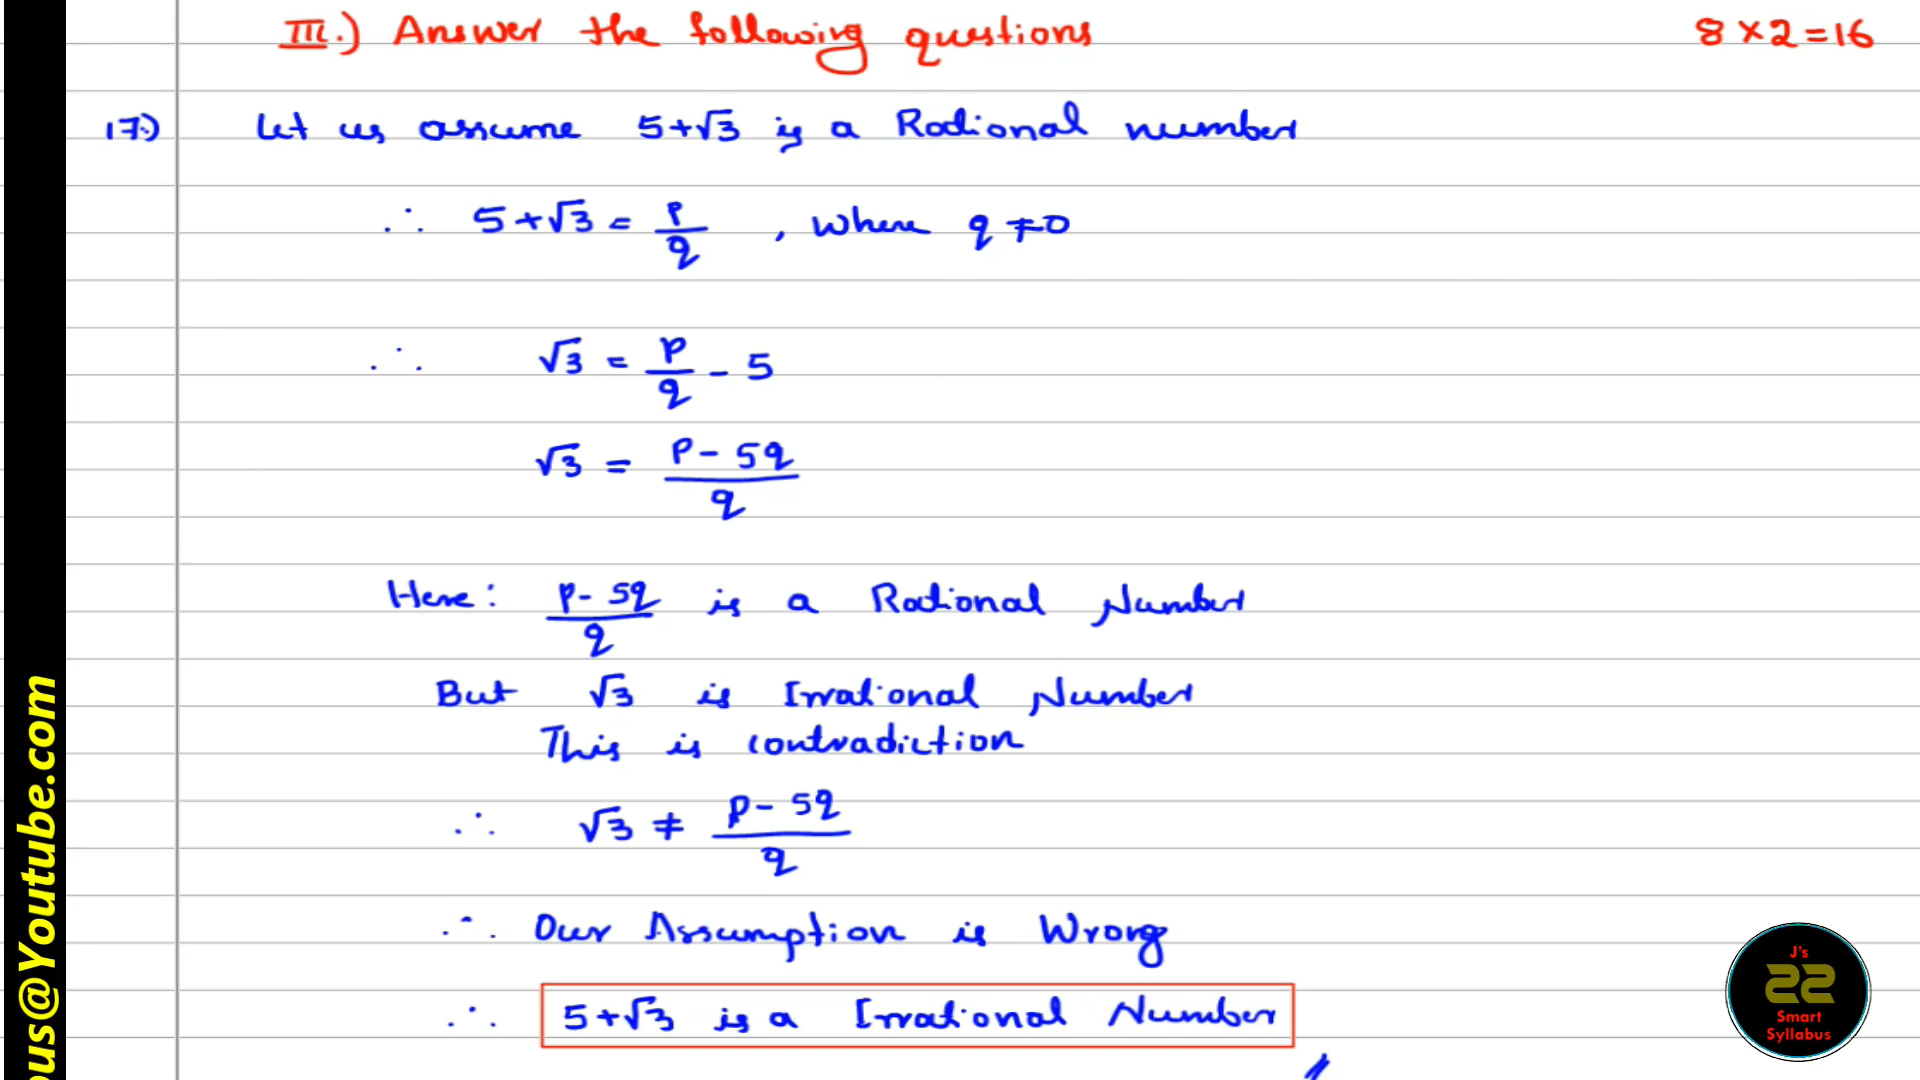 III.) Answer the following questions 8×2=16
17.) Let us assume 5+√3 is a Rational number
∴ 5+√3 = p/q , where q ≠ 0
∴ √3 = p/q - 5
√3 = p - 5q / q
Here: p - 5q / q is a Rational Number
But √3 is Irrational Number
This is contradiction
∴ √3 ≠ p - 5q / q
∴ Our Assumption is Wrong
∴ 5+√3 is a Irrational Number
ous@Youtube.com
J's
22
Smart
Syllabus